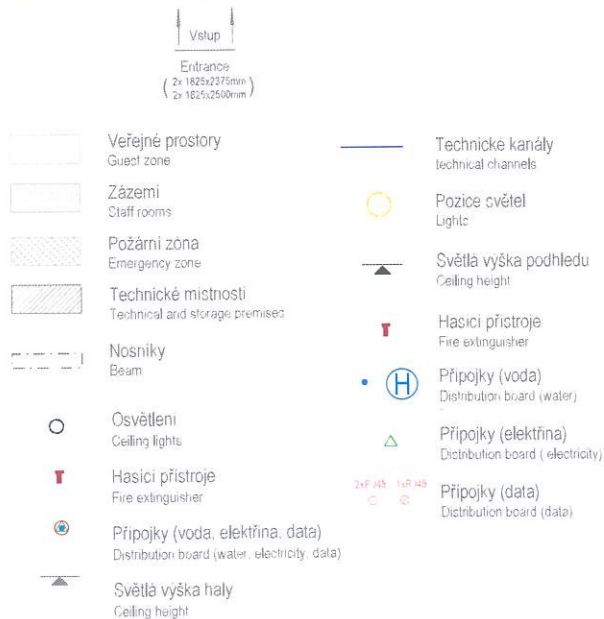 Vstup
Entrance
( 2x 1825x2375mm
2x 1825x2500mm )
Veřejné prostory
Guest zone
Zázemí
Staff rooms
Požární zóna
Emergency zone
Technické místnosti
Technical and storage premises
Nosníky
Beam
Osvětlení
Ceiling lights
Hasicí přístroje
Fire extinguisher
Přípojky (voda, elektřina, data)
Distribution board (water, electricity, data)
Světlá výška haly
Ceiling height
Technické kanály
technical channels
Pozice světel
Lights
Světlá výška podhledu
Ceiling height
Hasicí přístroje
Fire extinguisher
H
Přípojky (voda)
Distribution board (water)
Přípojky (elektřina)
Distribution board ( electricity)
2xRJ45 1xRJ45
Přípojky (data)
Distribution board (data)